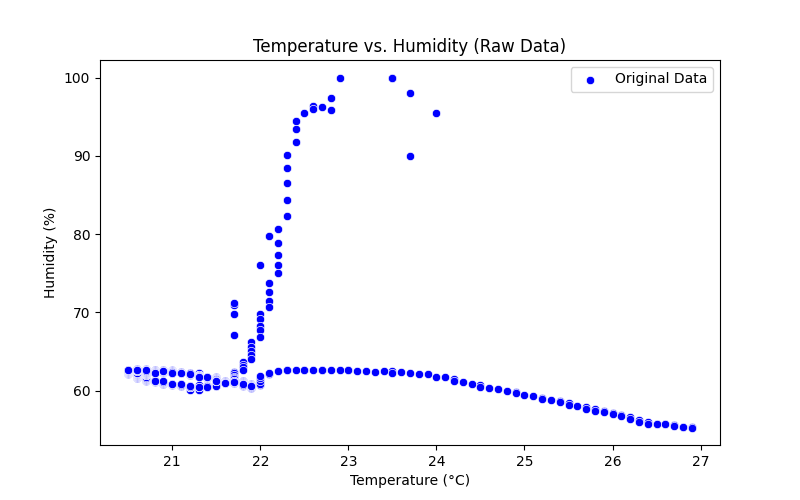 Temperature vs. Humidity (Raw Data)
Original Data
100
90
80
70
60
Humidity (%)
21 22 23 24 25 26 27
Temperature (°C)